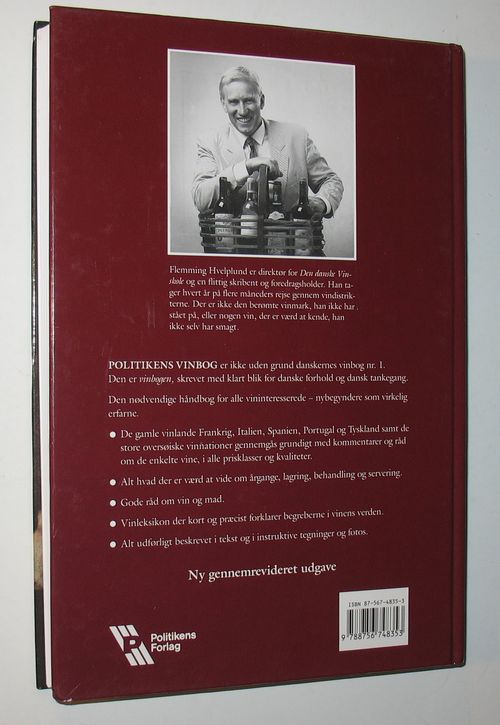 Flemming Hvelplund er direktør for Den danske Vin-
skole og en flittig skribent og foredragsholder. Han ta-
ger hvert år på flere måneders rejse gennem vindistrik-
terne. Der er ikke den berømte vinmark, han ikke har
stået på, eller nogen vin, der er værd at kende, han
ikke selv har smagt.
POLITIKENS VINBOG er ikke uden grund danskernes vinbog nr. 1.
Den er vinbogen, skrevet med klart blik for danske forhold og dansk tankegang.
Den nødvendige håndbog for alle vininteresserede – nybegyndere som virkelig
erfarne.
● De gamle vinlande Frankrig, Italien, Spanien, Portugal og Tyskland samt de
store oversøiske vinnationer gennemgås grundigt med kommentarer og råd
om de enkelte vine, i alle prisklasser og kvaliteter.
● Alt hvad der er værd at vide om årgange, lagring, behandling og servering.
● Gode råd om vin og mad.
● Vinleksikon der kort og præcist forklarer begreberne i vinens verden.
● Alt udførligt beskrevet i tekst og i instruktive tegninger og fotos.
Ny gennemrevideret udgave
ISBN 87-567-4835-3
9 788756 748353
Politikens
Forlag